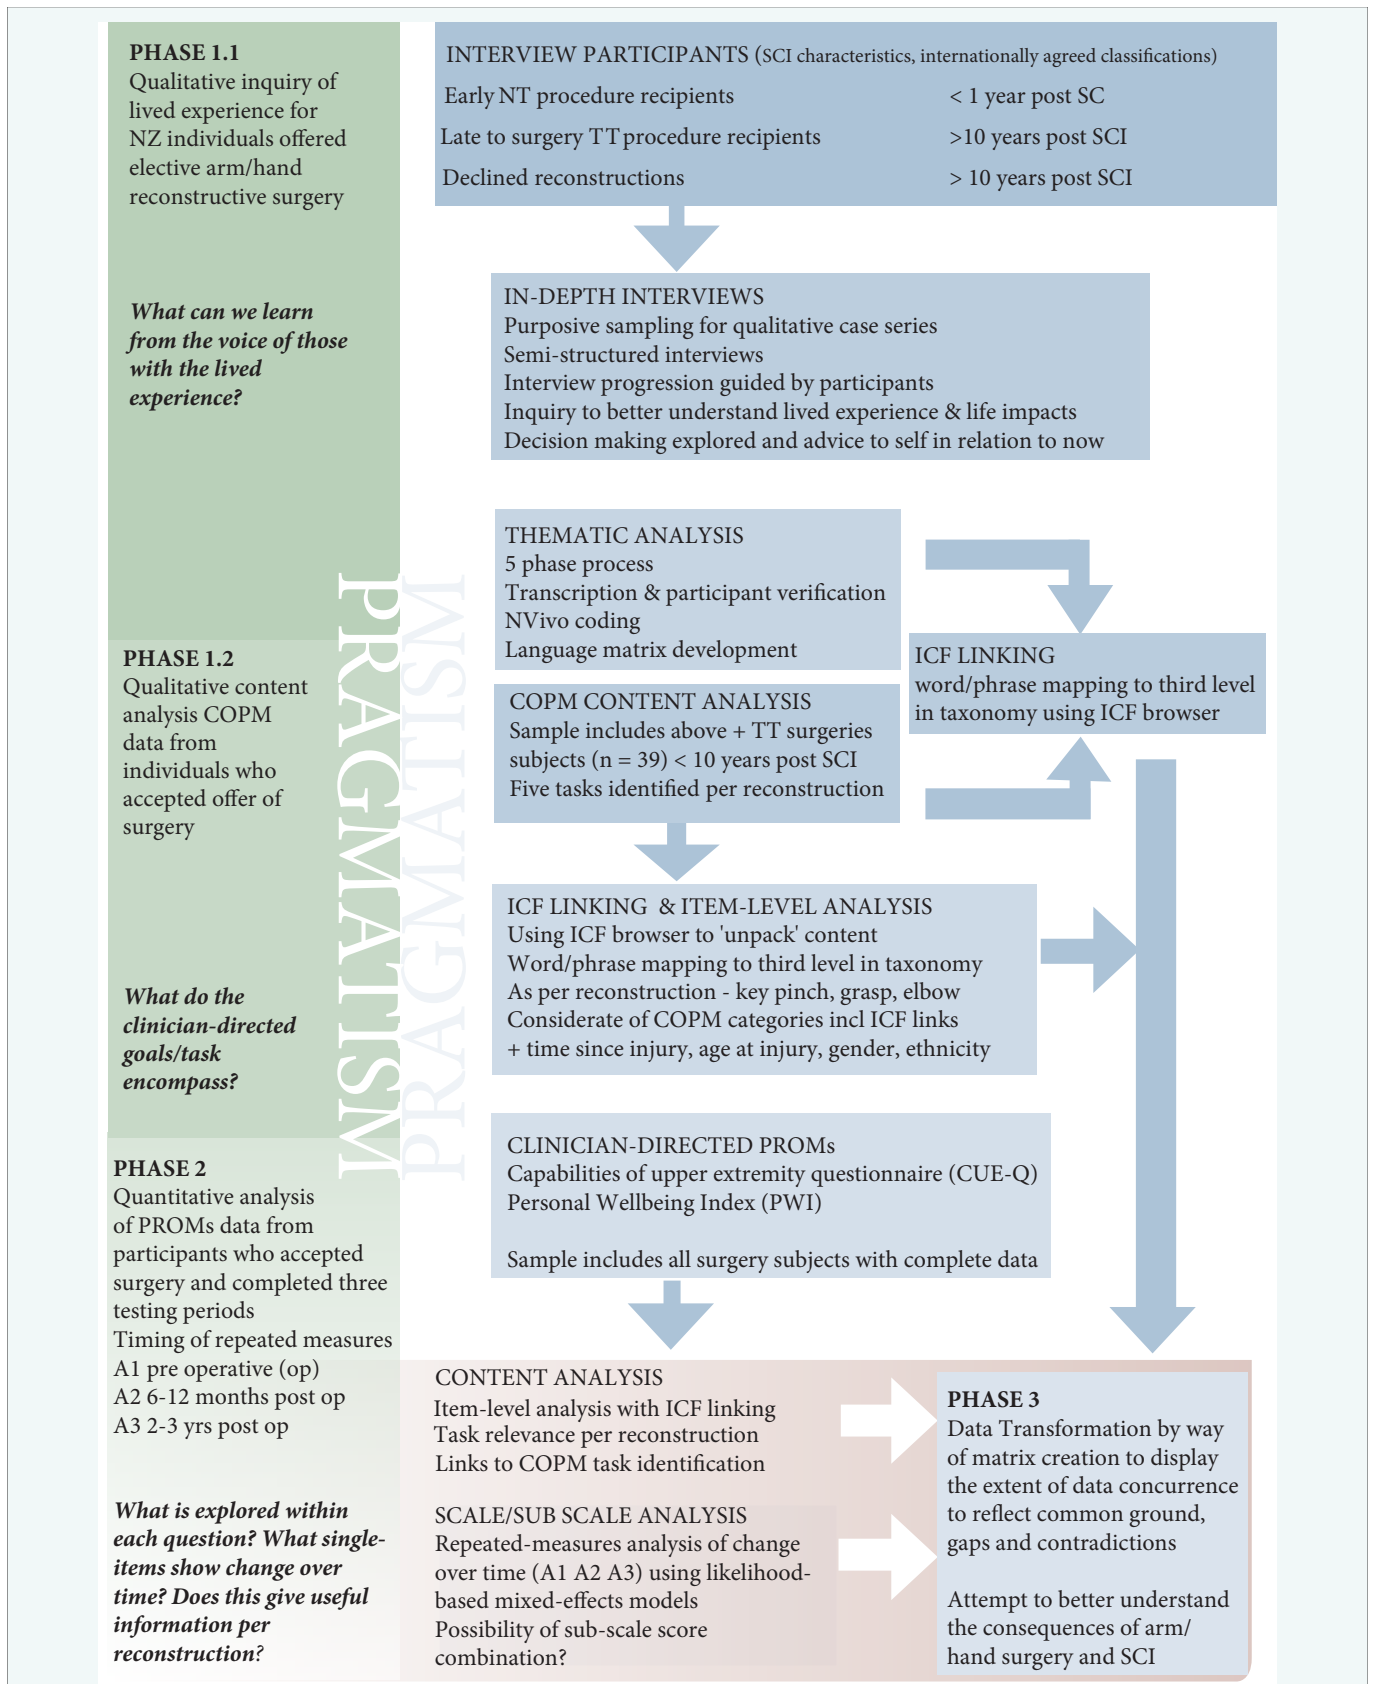 PHASE 1.1
Qualitative inquiry of
lived experience for
NZ individuals offered
elective arm/hand
reconstructive surgery
What can we learn
from the voice of those
with the lived
experience?
INTERVIEW PARTICIPANTS (SCI characteristics, internationally agreed classifications)
Early NT procedure recipients < 1 year post SC
Late to surgery TT procedure recipients >10 years post SCI
Declined reconstructions > 10 years post SCI
IN-DEPTH INTERVIEWS
Purposive sampling for qualitative case series
Semi-structured interviews
Interview progression guided by participants
Inquiry to better understand lived experience & life impacts
Decision making explored and advice to self in relation to now
THEMATIC ANALYSIS
5 phase process
Transcription & participant verification
NVivo coding
Language matrix development
PRAGMATISM
PRAGMATISM
PHASE 1.2
Qualitative content
analysis COPM
data from
individuals who
accepted offer of
surgery
What do the
clinician-directed
goals/task
encompass?
ICF LINKING
word/phrase mapping to third level
in taxonomy using ICF browser
COPM CONTENT ANALYSIS
Sample includes above + TT surgeries
subjects (n = 39) < 10 years post SCI
Five tasks identified per reconstruction
ICF LINKING & ITEM-LEVEL ANALYSIS
Using ICF browser to 'unpack' content
Word/phrase mapping to third level in taxonomy
As per reconstruction - key pinch, grasp, elbow
Considerate of COPM categories incl ICF links
+ time since injury, age at injury, gender, ethnicity
PHASE 2
Quantitative analysis
of PROMs data from
participants who accepted
surgery and completed three
testing periods
Timing of repeated measures
A1 pre operative (op)
A2 6-12 months post op
A3 2-3 yrs post op
What is explored within
each question? What single-
items show change over
time? Does this give useful
information per
reconstruction?
CLINICIAN-DIRECTED PROMs
Capabilities of upper extremity questionnaire (CUE-Q)
Personal Wellbeing Index (PWI)
Sample includes all surgery subjects with complete data
CONTENT ANALYSIS
Item-level analysis with ICF linking
Task relevance per reconstruction
Links to COPM task identification
SCALE/SUB SCALE ANALYSIS
Repeated-measures analysis of change
over time (A1 A2 A3) using likelihood-
based mixed-effects models
Possibility of sub-scale score
combination?
PHASE 3
Data Transformation by way
of matrix creation to display
the extent of data concurrence
to reflect common ground,
gaps and contradictions
Attempt to better understand
the consequences of arm/
hand surgery and SCI